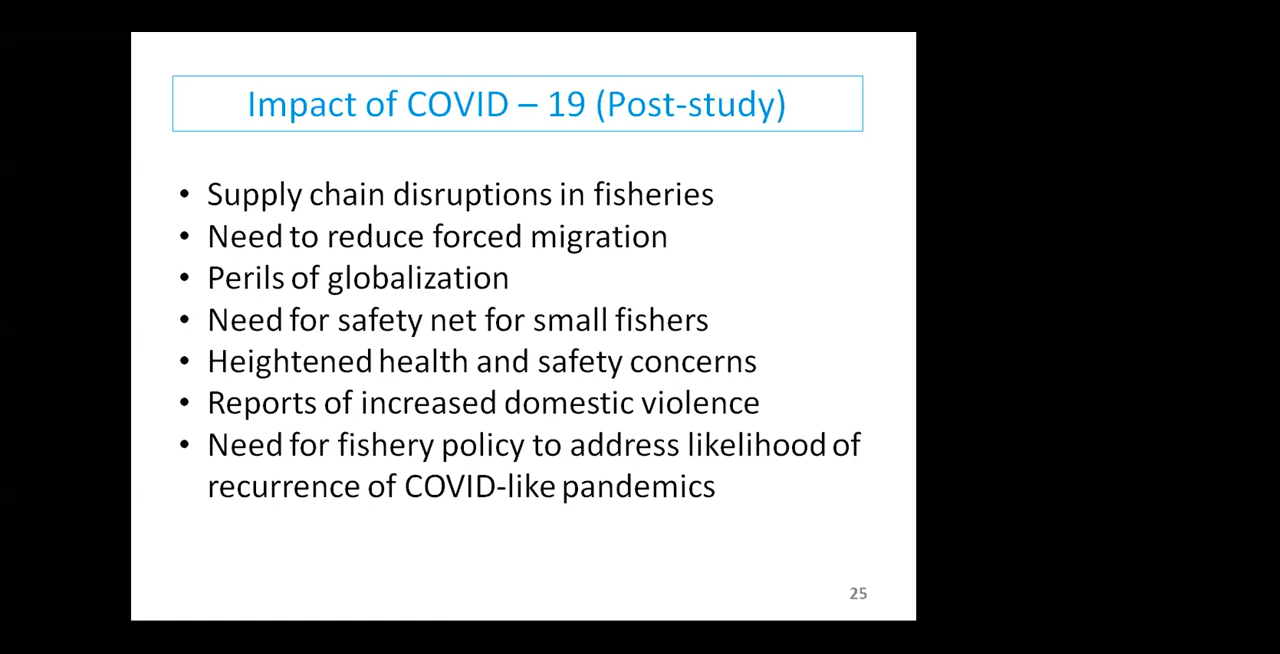 Impact of COVID – 19 (Post-study)
• Supply chain disruptions in fisheries
• Need to reduce forced migration
• Perils of globalization
• Need for safety net for small fishers
• Heightened health and safety concerns
• Reports of increased domestic violence
• Need for fishery policy to address likelihood of
recurrence of COVID-like pandemics
25